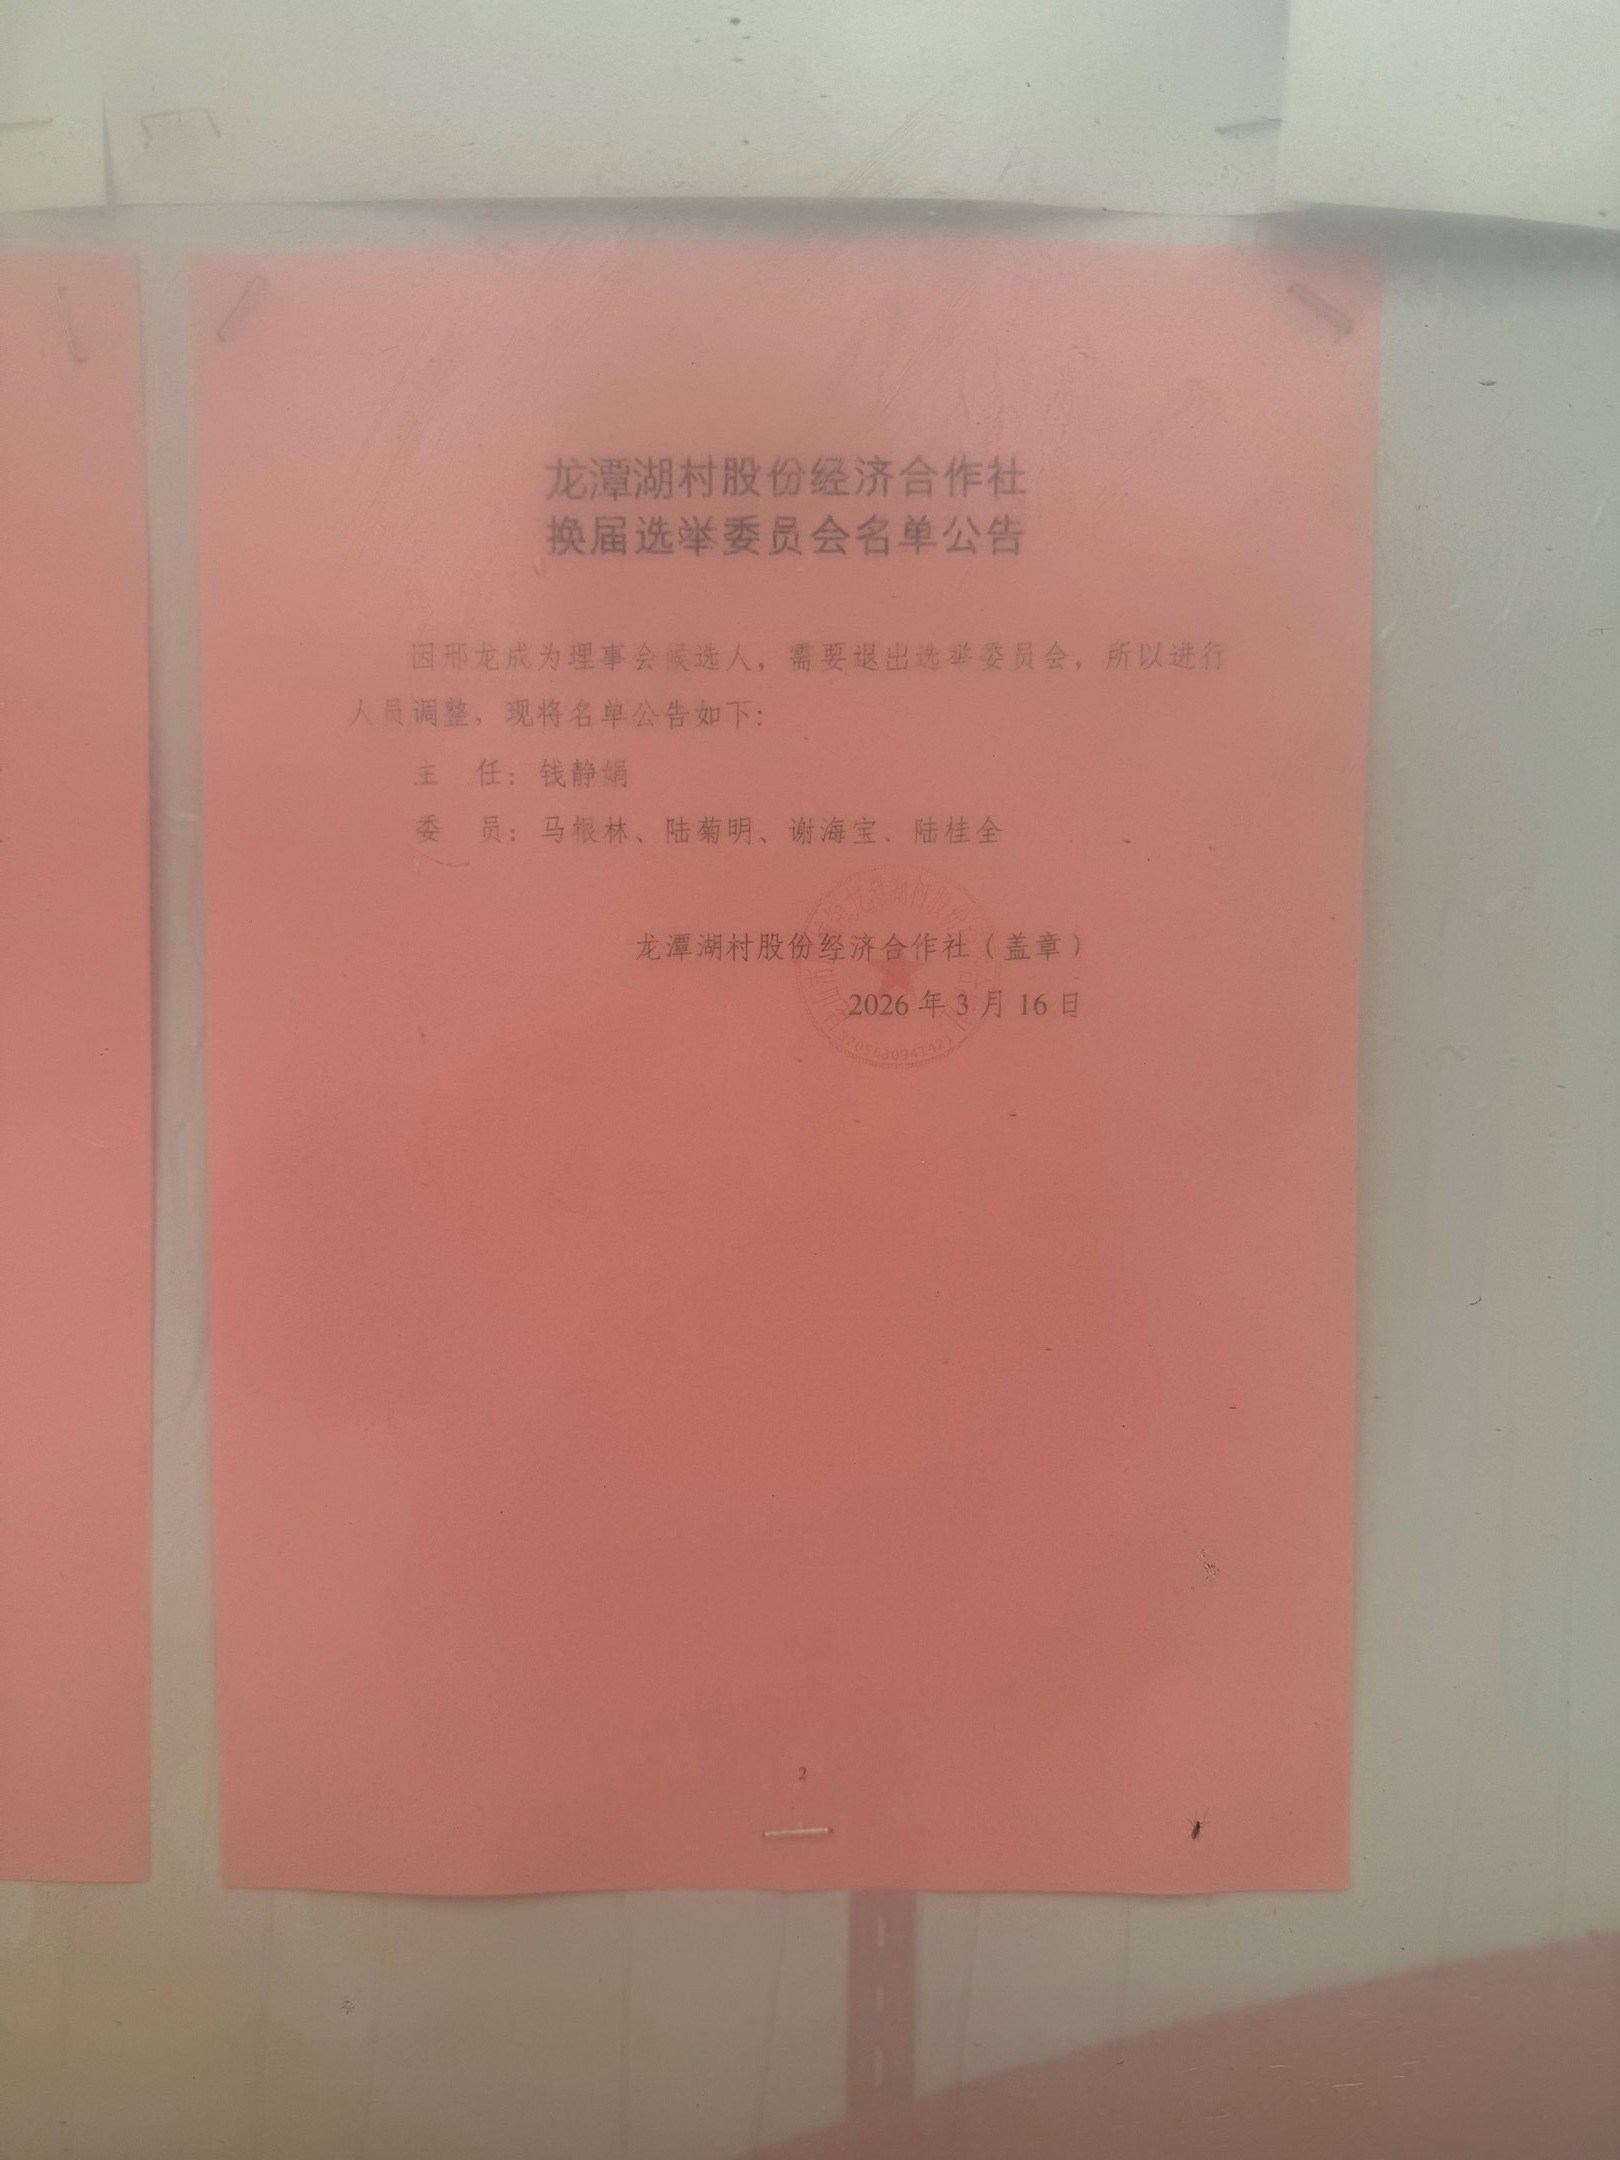 龙潭湖村股份经济合作社
换届选举委员会名单公告
因邢龙成为理事会候选人，需要退出选举委员会，所以进行
人员调整，现将名单公告如下：
主 任：钱静娟
委 员：马根林、陆菊明、谢海宝、陆桂全
龙潭湖村股份经济合作社（盖章）
2026年3月16日
2